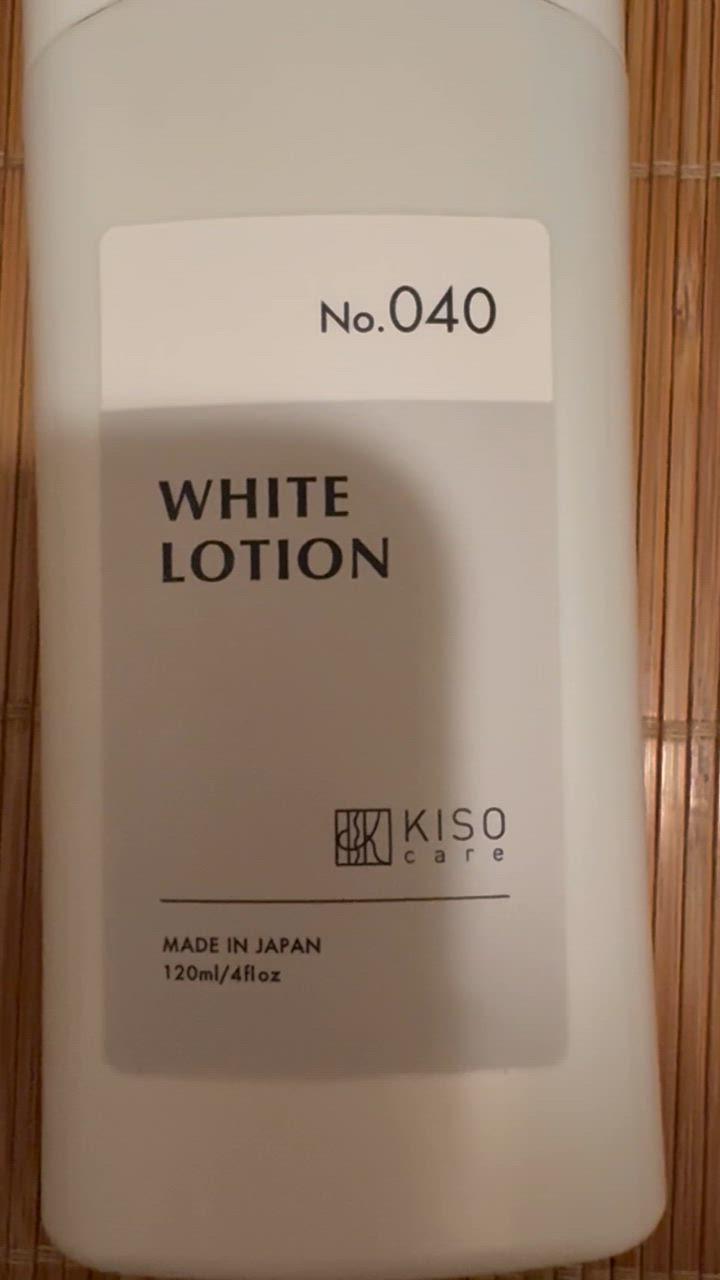 No.040
WHITE
LOTION
KISO
care
MADE IN JAPAN
120ml/4fl oz